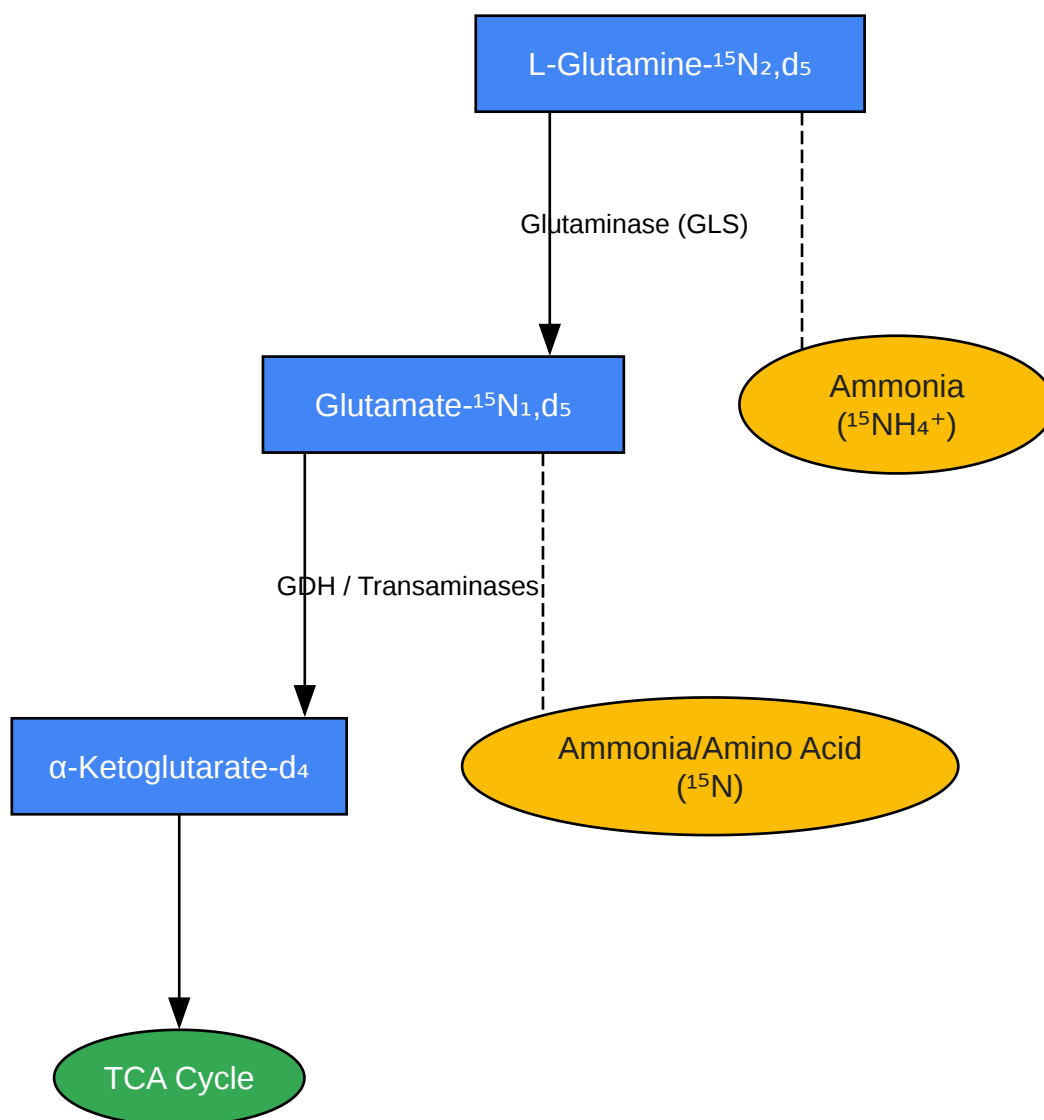 L-Glutamine-¹⁵N₂,d₅
Glutaminase (GLS)
Glutamate-¹⁵N₁,d₅
Ammonia
(¹⁵NH₄⁺)
GDH / Transaminases
α-Ketoglutarate-d₄
Ammonia/Amino Acid
(¹⁵N)
TCA Cycle